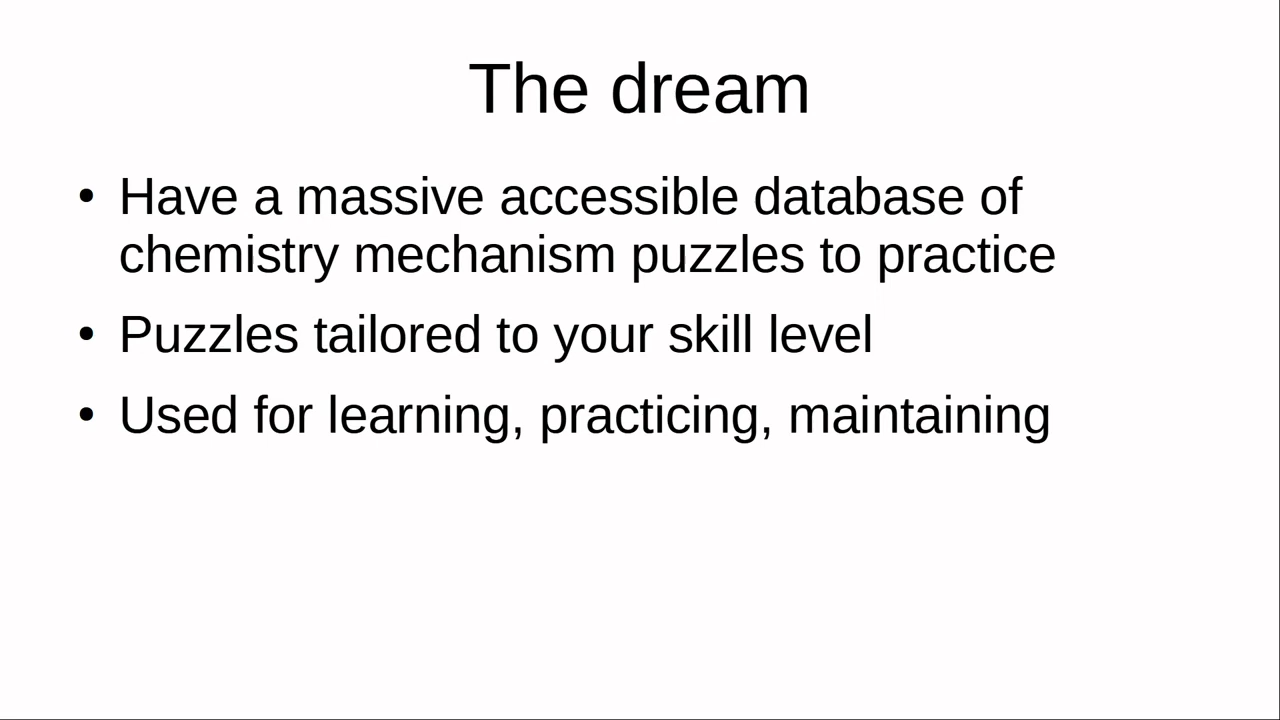 The dream
• Have a massive accessible database of
chemistry mechanism puzzles to practice
• Puzzles tailored to your skill level
• Used for learning, practicing, maintaining